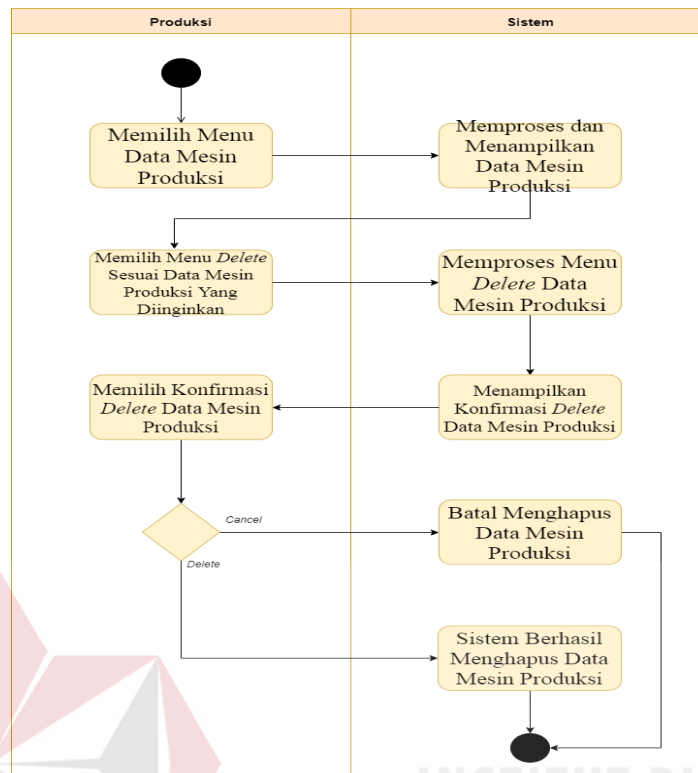 Produksi
Sistem
Memilih Menu
Data Mesin
Produksi
Memproses dan
Menampilkan
Data Mesin
Produksi
Memilih Menu Delete
Sesuai Data Mesin
Produksi Yang
Diinginkan
Memproses Menu
Delete Data
Mesin Produksi
Memilih Konfirmasi
Delete Data Mesin
Produksi
Menampilkan
Konfirmasi Delete
Data Mesin Produksi
Cancel
Delete
Batal Menghapus
Data Mesin
Produksi
Sistem Berhasil
Menghapus Data
Mesin Produksi